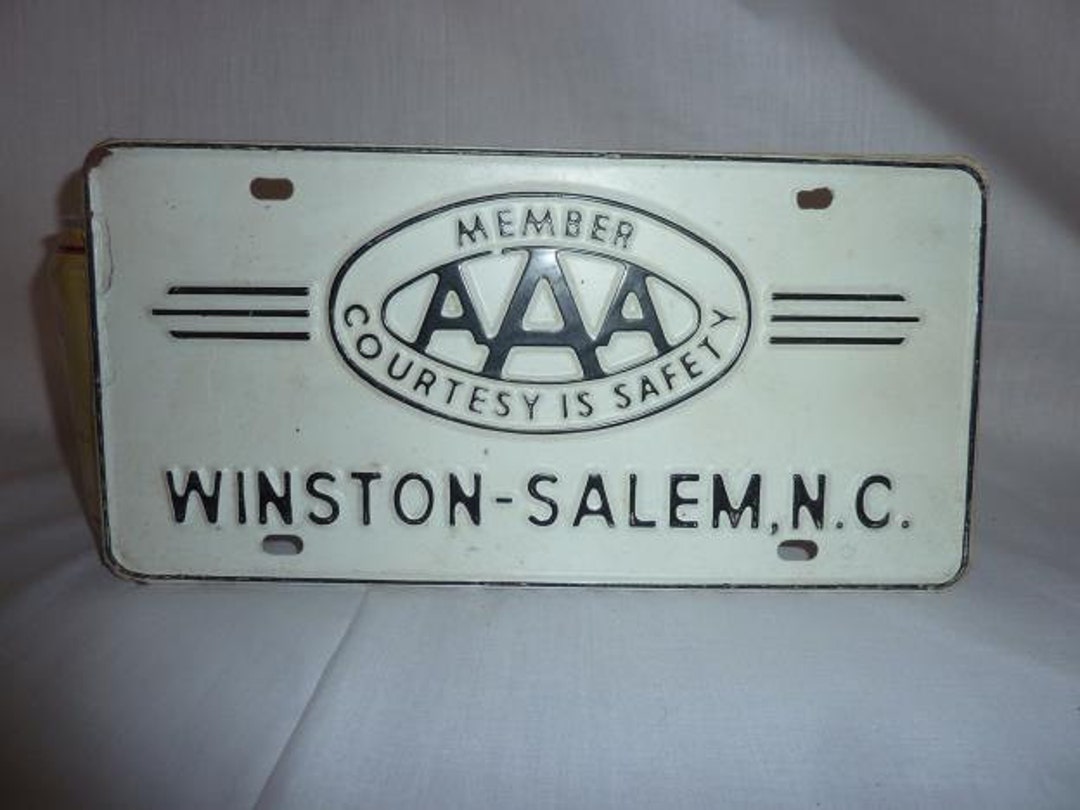 MEMBER
AAA
COURTESY IS SAFETY
WINSTON-SALEM, N.C.